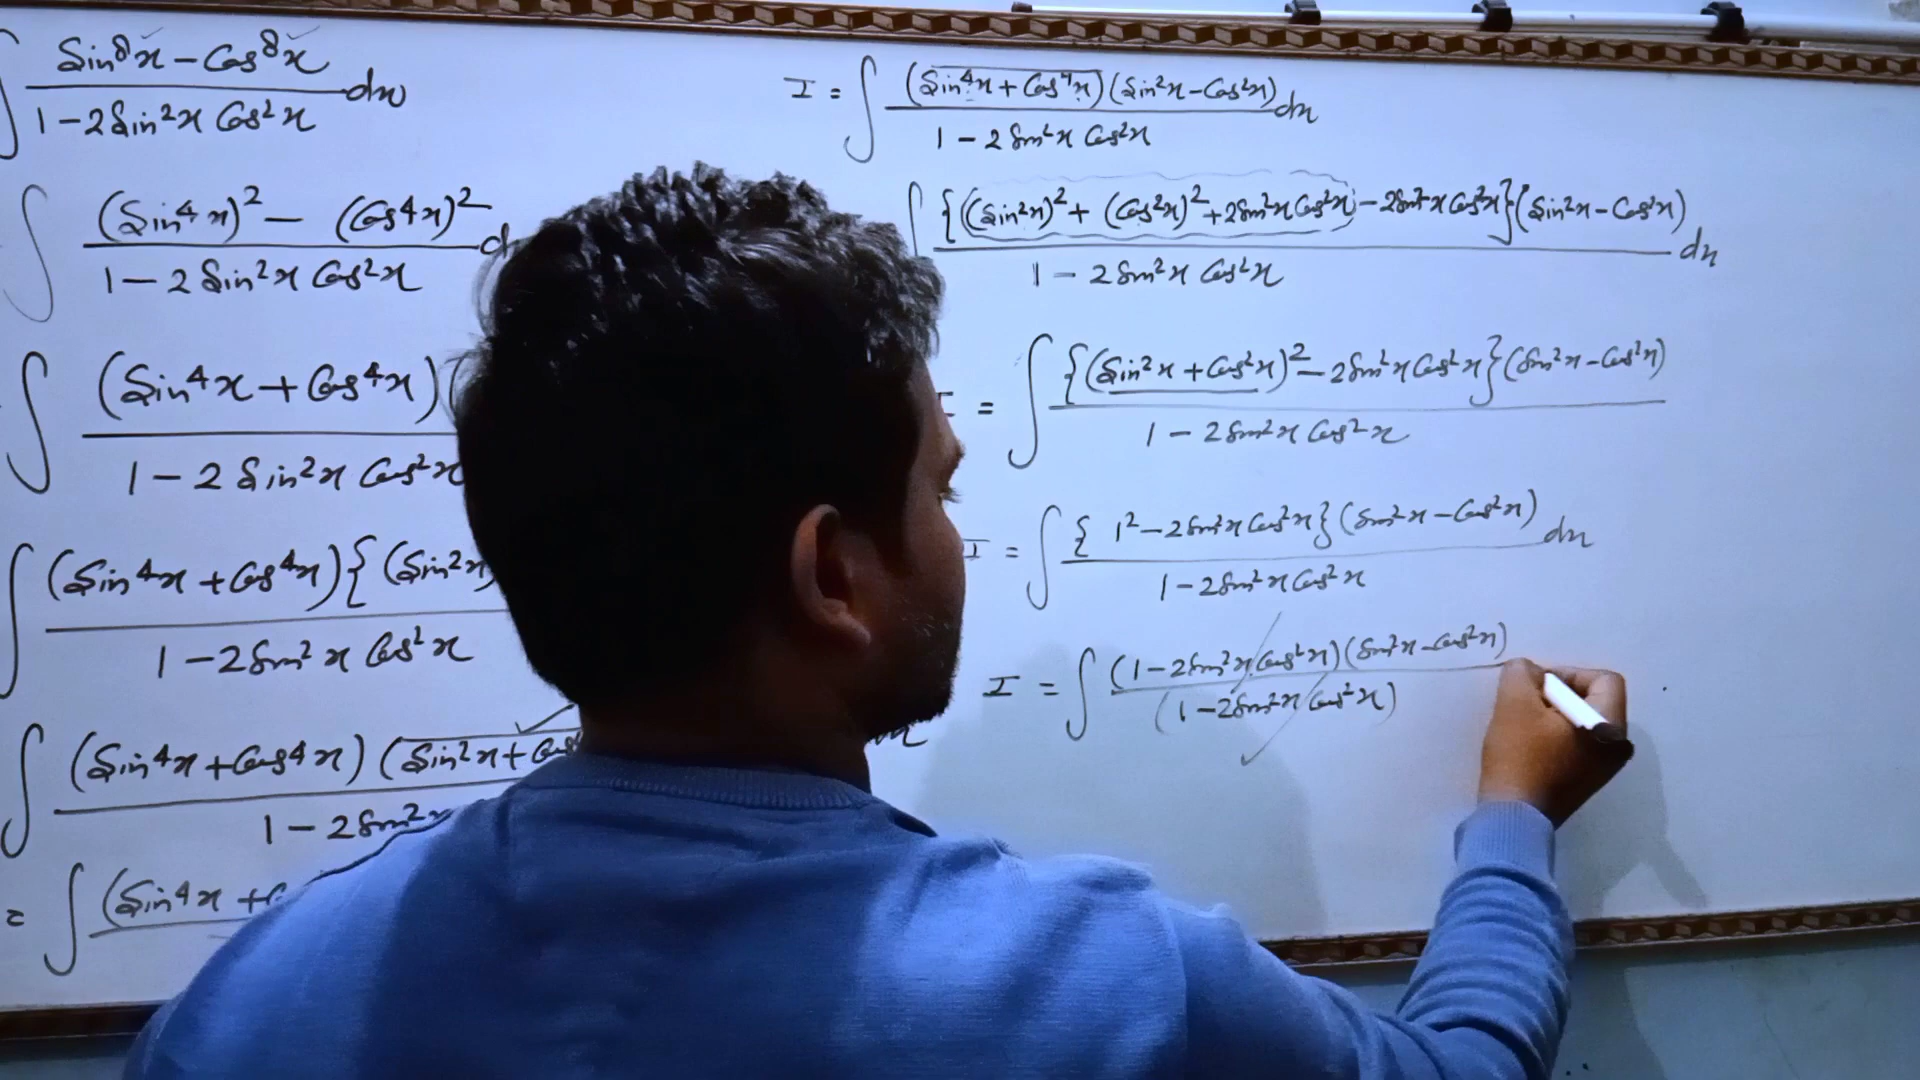 ∫ Sin⁸x − Cos⁸x / 1−2Sin²x Cos²x dx
∫ (Sin⁴x)² − (Cos⁴x)² / 1−2Sin²x Cos²x
∫ (Sin⁴x + Cos⁴x)( / 1−2Sin²x Cos²x
∫ (Sin⁴x + Cos⁴x){(Sin²x) / 1−2Sin²x Cos²x
∫ (Sin⁴x + Cos⁴x)(Sin²x + / 1−2Sin²x
= ∫ (Sin⁴x +
I = ∫ (Sin⁴x + Cos⁴x)(Sin²x−Cos²x) / 1−2Sin²x Cos²x dx
∫ {((Sin²x)² + (Cos²x)² + 2Sin²x Cos²x) − 2Sin²x Cos²x}(Sin²x−Cos²x) / 1−2Sin²x Cos²x dx
= ∫ {(Sin²x + Cos²x)² − 2Sin²x Cos²x}(Sin²x−Cos²x) / 1−2Sin²x Cos²x
I = ∫ {1² − 2Sin²x Cos²x}(Sin²x−Cos²x) / 1−2Sin²x Cos²x dx
I = ∫ (1−2Sin²x Cos²x)(Sin²x−Cos²x) / (1−2Sin²x Cos²x)